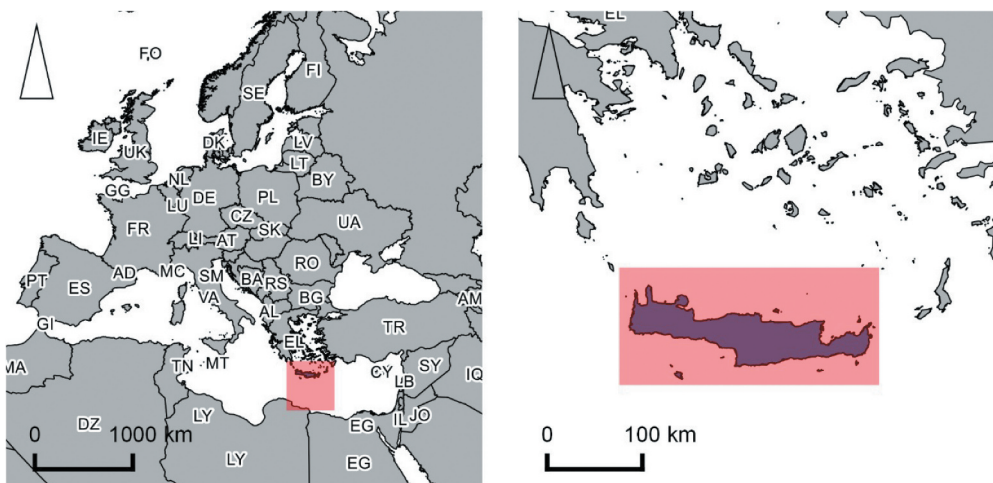 F.O
FI
SE
IE
UK
DK
LV
LT
BY
GG
NL
DE
PL
LU
CZ
SK
UA
FR
LI
AT
RO
PT
ES
AD
MC
SM
BA
RS
VA
BG
AL
AM
GI
EL
TR
MA
TN
MT
CY
SY
LB
IQ
DZ
LY
EG
IL
JO
LY
EG
0 1000 km
EL
0 100 km